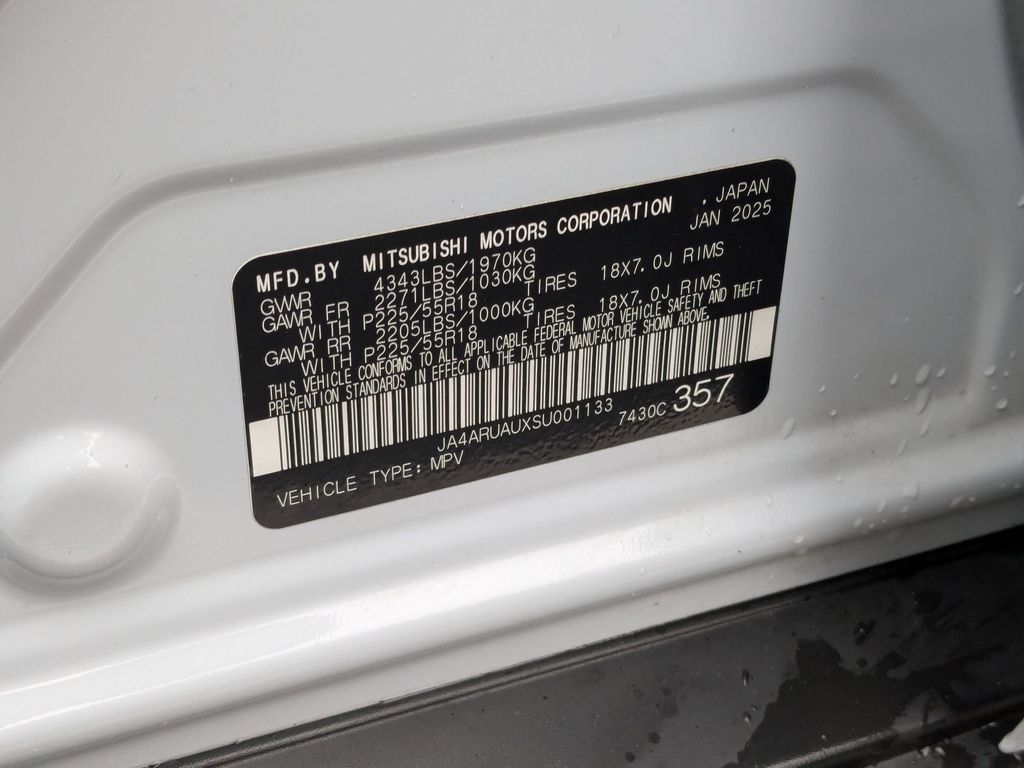 MFD.BY MITSUBISHI MOTORS CORPORATION , JAPAN
JAN 2025
GVWR 4343LBS/1970KG
GAWR FR 2271LBS/1030KG
WITH P225/55R18 TIRES 18X7.0J RIMS
GAWR RR 2205LBS/1000KG
WITH P225/55R18 TIRES 18X7.0J RIMS
THIS VEHICLE CONFORMS TO ALL APPLICABLE FEDERAL MOTOR VEHICLE SAFETY AND THEFT
PREVENTION STANDARDS IN EFFECT ON THE DATE OF MANUFACTURE SHOWN ABOVE.
JA4ARUAUXSU001133 7430C 357
VEHICLE TYPE: MPV